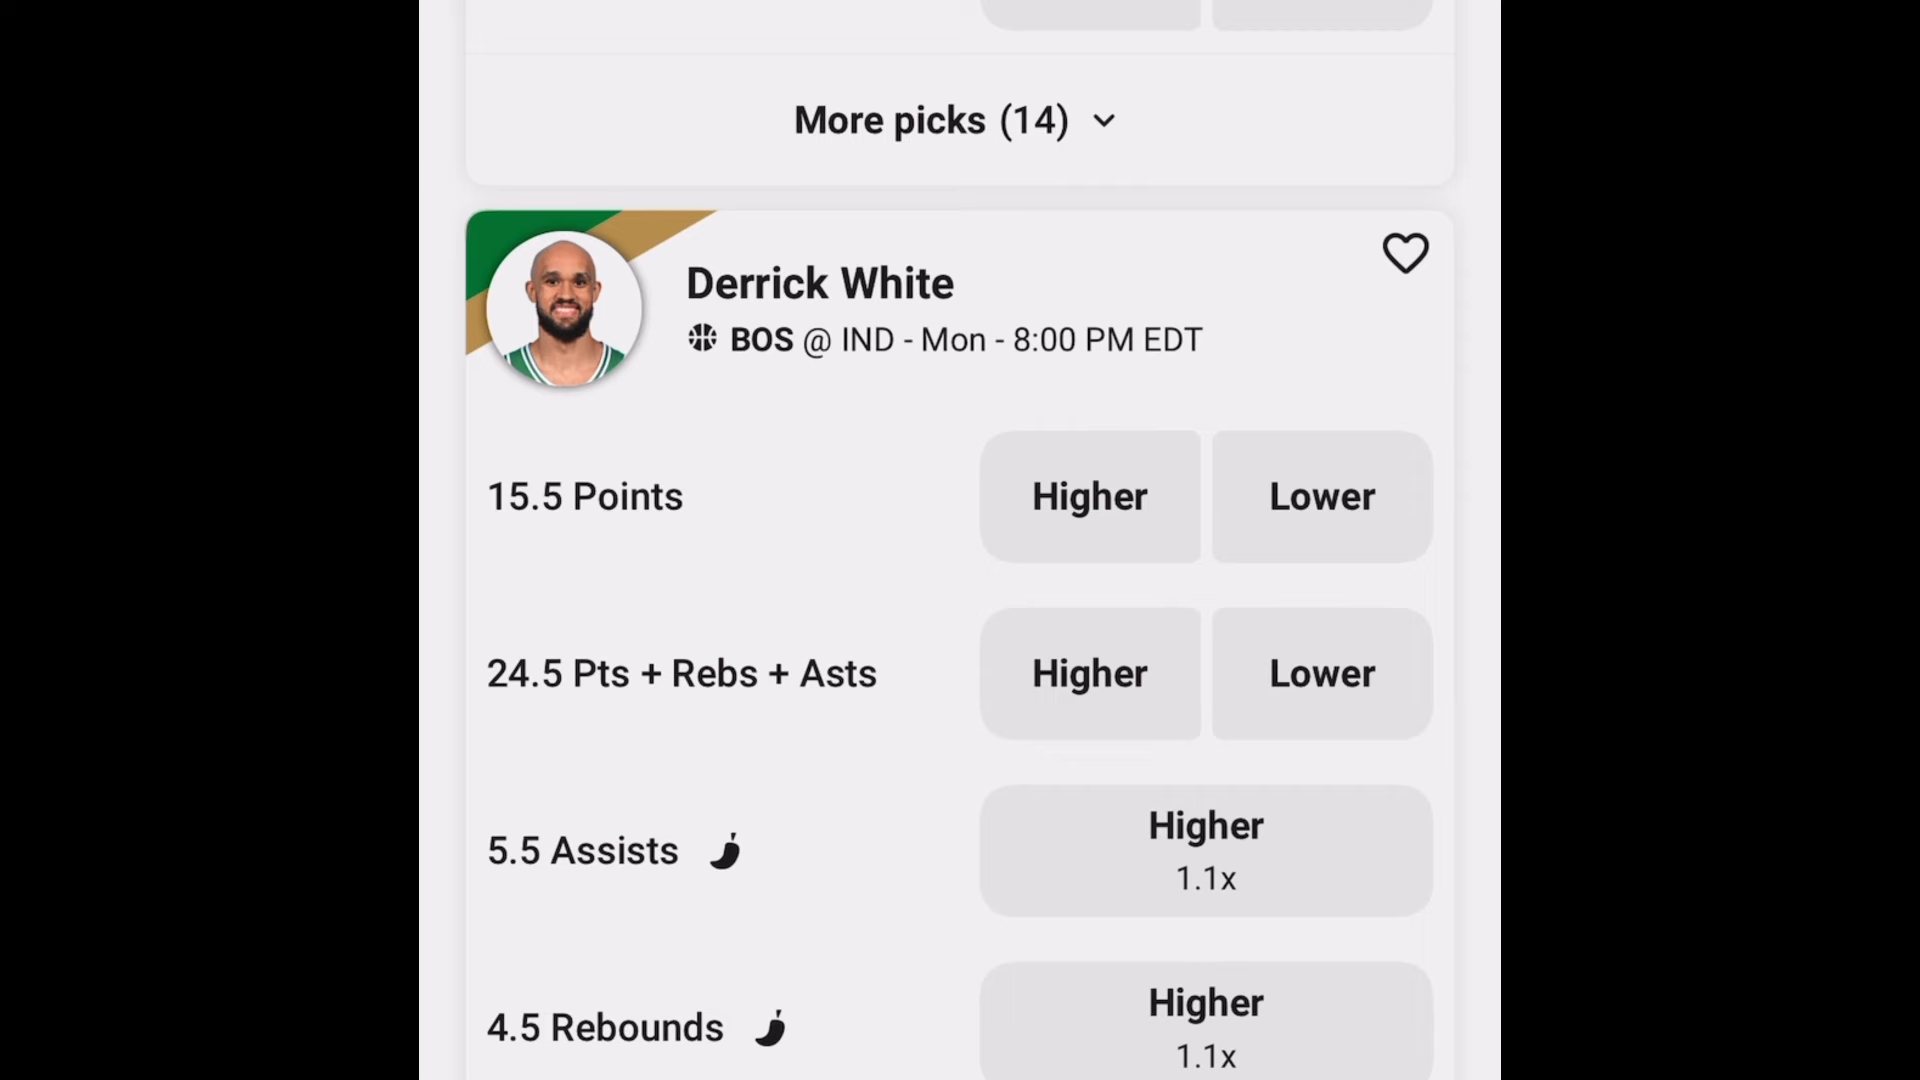 More picks (14)
Derrick White
BOS @ IND - Mon - 8:00 PM EDT
15.5 Points
Higher
Lower
24.5 Pts + Rebs + Asts
Higher
Lower
5.5 Assists
Higher
1.1x
4.5 Rebounds
Higher
1.1x